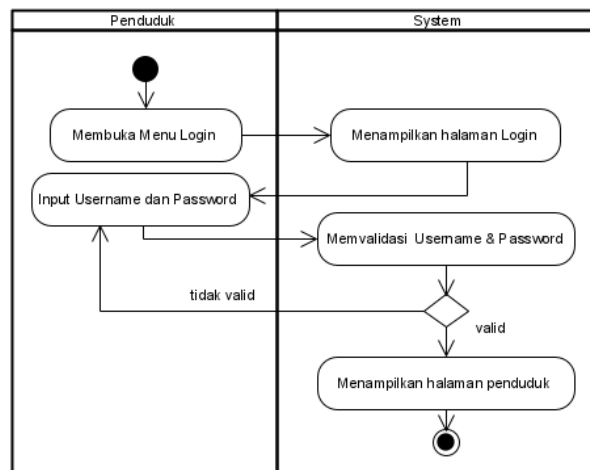 Penduduk
System
Membuka Menu Login
Menampilkan halaman Login
Input Username dan Password
Memvalidasi Username & Password
tidak valid
valid
Menampilkan halaman penduduk